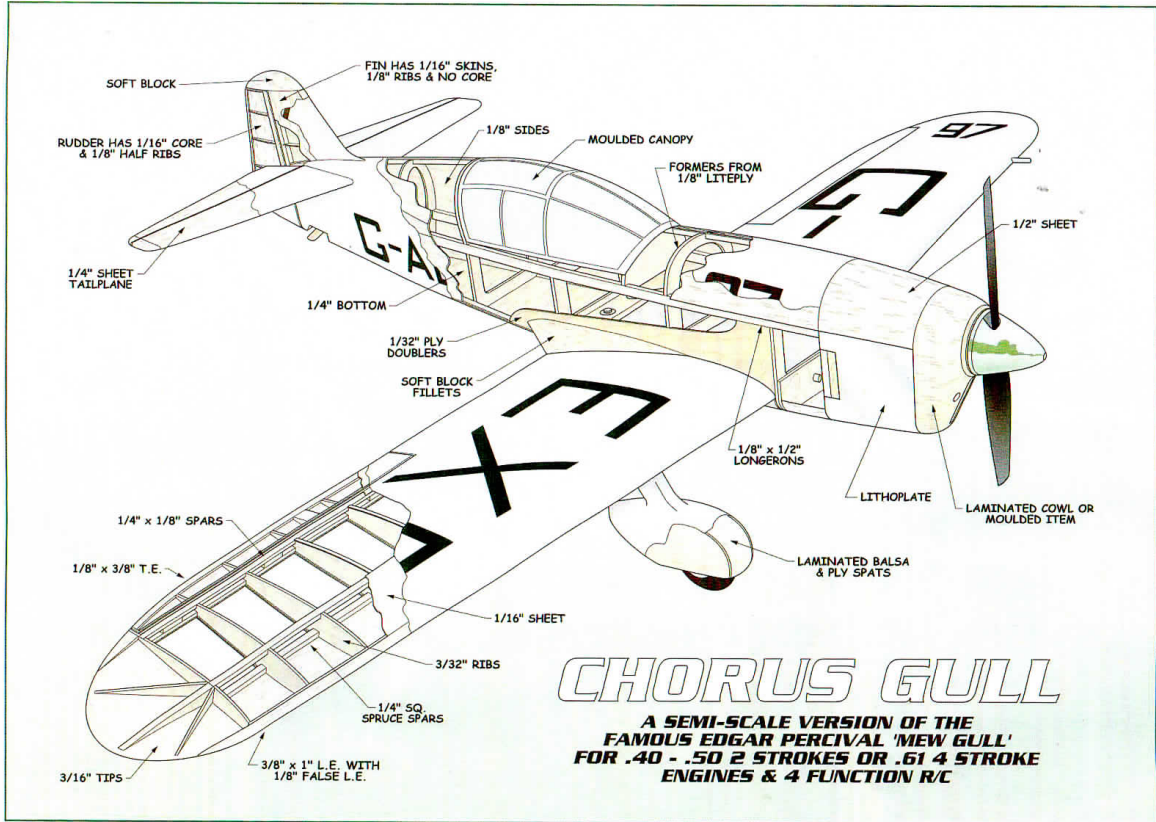 SOFT BLOCK
FIN HAS 1/16" SKINS,
1/8" RIBS & NO CORE
RUDDER HAS 1/16" CORE
& 1/8" HALF RIBS
1/8" SIDES
MOULDED CANOPY
FORMERS FROM
1/8" LITEPLY
97
G-
1/2" SHEET
1/4" SHEET
TAILPLANE
G-A
1/4" BOTTOM
1/32" PLY
DOUBLERS
SOFT BLOCK
FILLETS
1/8" x 1/2"
LONGERONS
LITHOPLATE
LAMINATED COWL OR
MOULDED ITEM
E X
1/4" x 1/8" SPARS
1/8" x 3/8" T.E.
LAMINATED BALSA
& PLY SPATS
1/16" SHEET
3/32" RIBS
1/4" SQ.
SPRUCE SPARS
3/8" x 1" L.E. WITH
1/8" FALSE L.E.
3/16" TIPS
CHORUS GULL
A SEMI-SCALE VERSION OF THE
FAMOUS EDGAR PERCIVAL 'MEW GULL'
FOR .40 - .50 2 STROKES OR .61 4 STROKE
ENGINES & 4 FUNCTION R/C